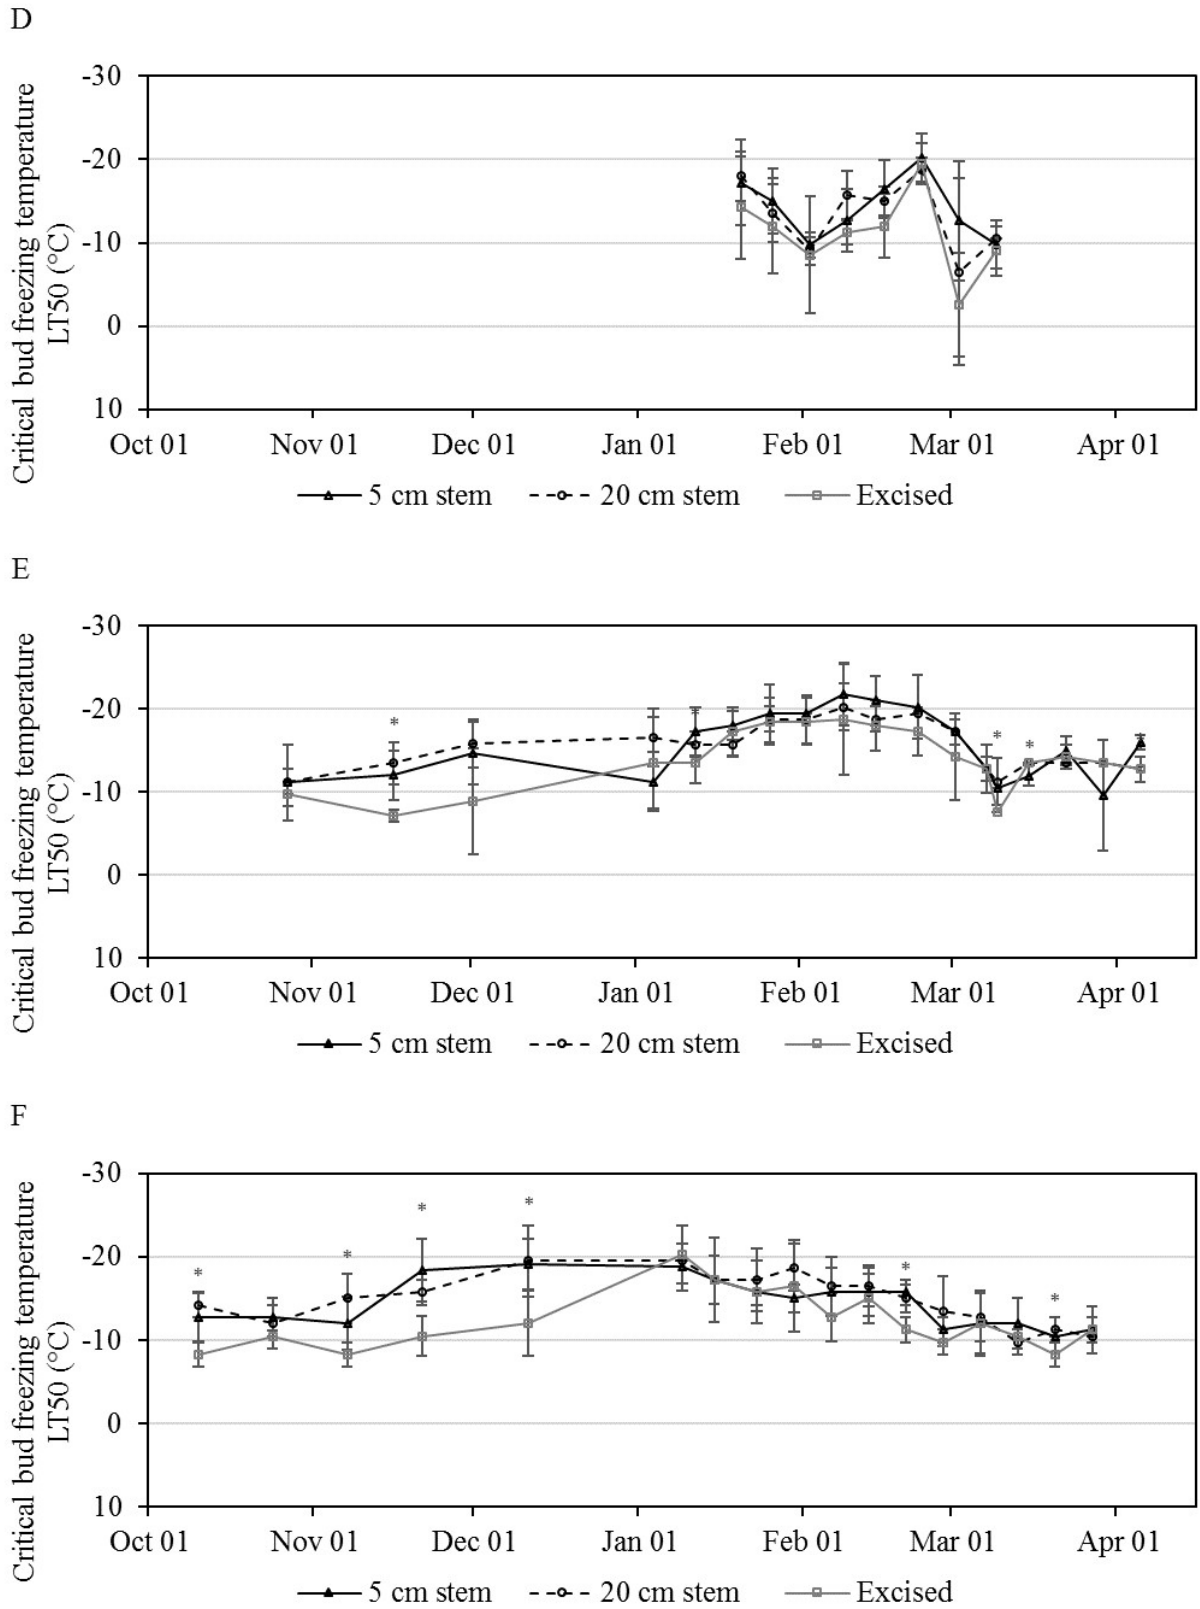 D
Critical bud freezing temperature
LT50 (°C)
-30
-20
-10
0
10
Oct 01 Nov 01 Dec 01 Jan 01 Feb 01 Mar 01 Apr 01
5 cm stem 20 cm stem Excised
E
Critical bud freezing temperature
LT50 (°C)
-30
-20
*
*
*
*
*
-10
0
10
Oct 01 Nov 01 Dec 01 Jan 01 Feb 01 Mar 01 Apr 01
5 cm stem 20 cm stem Excised
F
Critical bud freezing temperature
LT50 (°C)
-30
*
*
*
*
-20
*
*
-10
0
10
Oct 01 Nov 01 Dec 01 Jan 01 Feb 01 Mar 01 Apr 01
5 cm stem 20 cm stem Excised